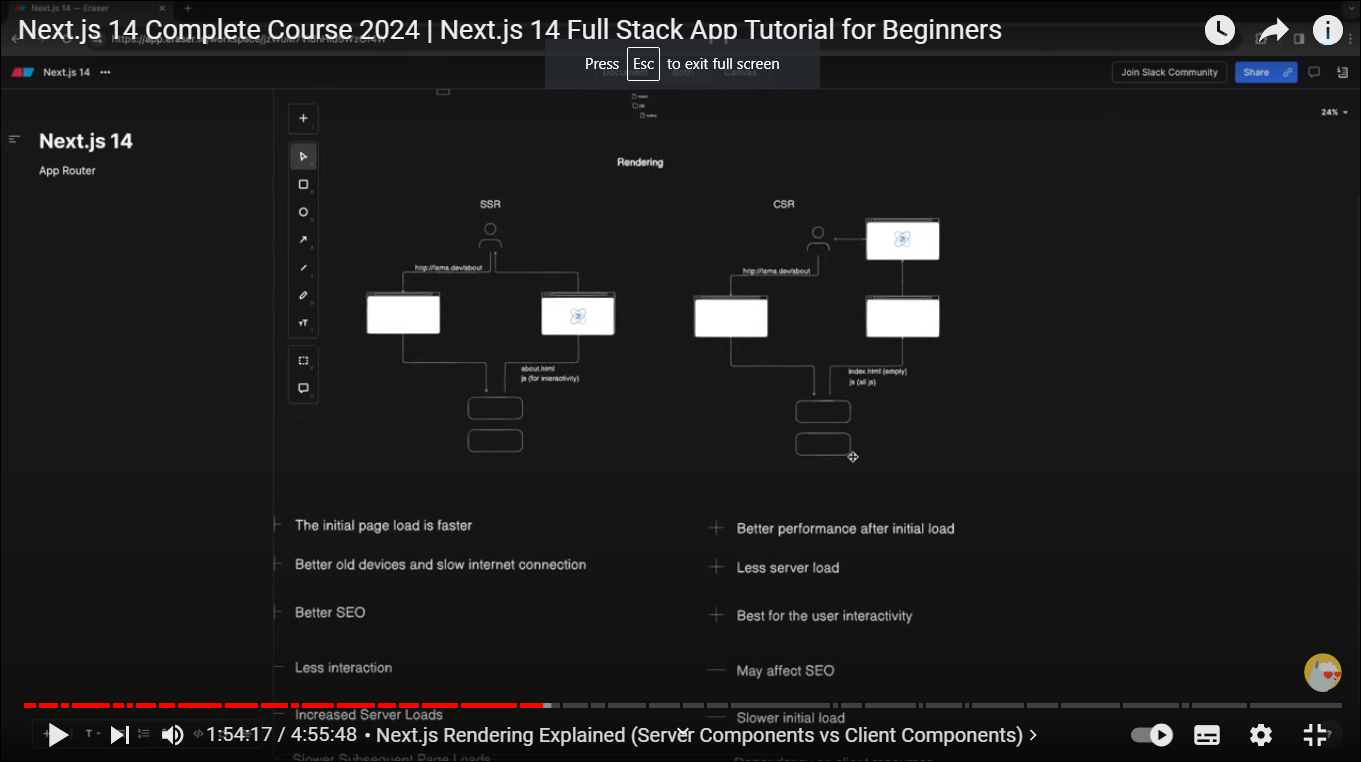 Next.js 14 — Eraser
Next.js 14 Complete Course 2024 | Next.js 14 Full Stack App Tutorial for Beginners
Press Esc to exit full screen
Next.js 14
Document
Both
Canvas
Join Slack Community
Share
24%
Next.js 14
App Router
Rendering
SSR
CSR
http://lama.dev/about
http://lama.dev/about
about.html
js (for interactivity)
index.html (empty)
js (all js)
The initial page load is faster
Better performance after initial load
Better old devices and slow internet connection
Less server load
Better SEO
Best for the user interactivity
Less interaction
May affect SEO
Increased Server Loads
Slower initial load
1:54:17 / 4:55:48 • Next.js Rendering Explained (Server Components vs Client Components)
Slower Subsequent Page Loads
Dependency on client resources